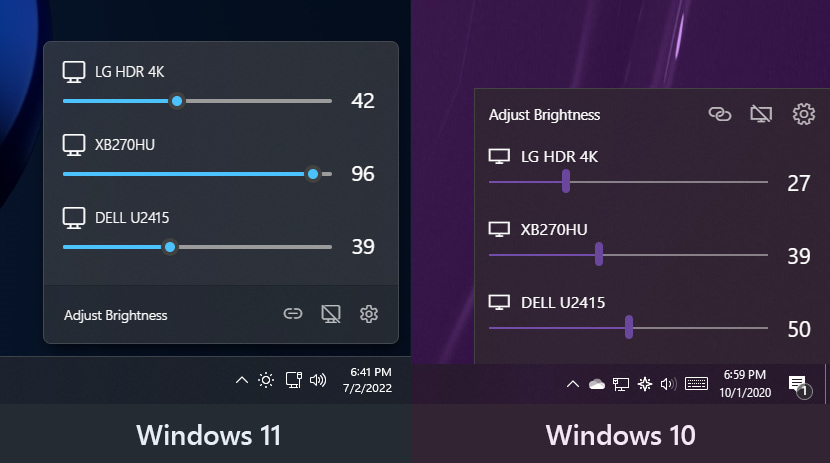 LG HDR 4K
42
XB270HU
96
DELL U2415
39
Adjust Brightness
6:41 PM
7/2/2022
Windows 11
Adjust Brightness
LG HDR 4K
27
XB270HU
39
DELL U2415
50
6:59 PM
10/1/2020
1
Windows 10